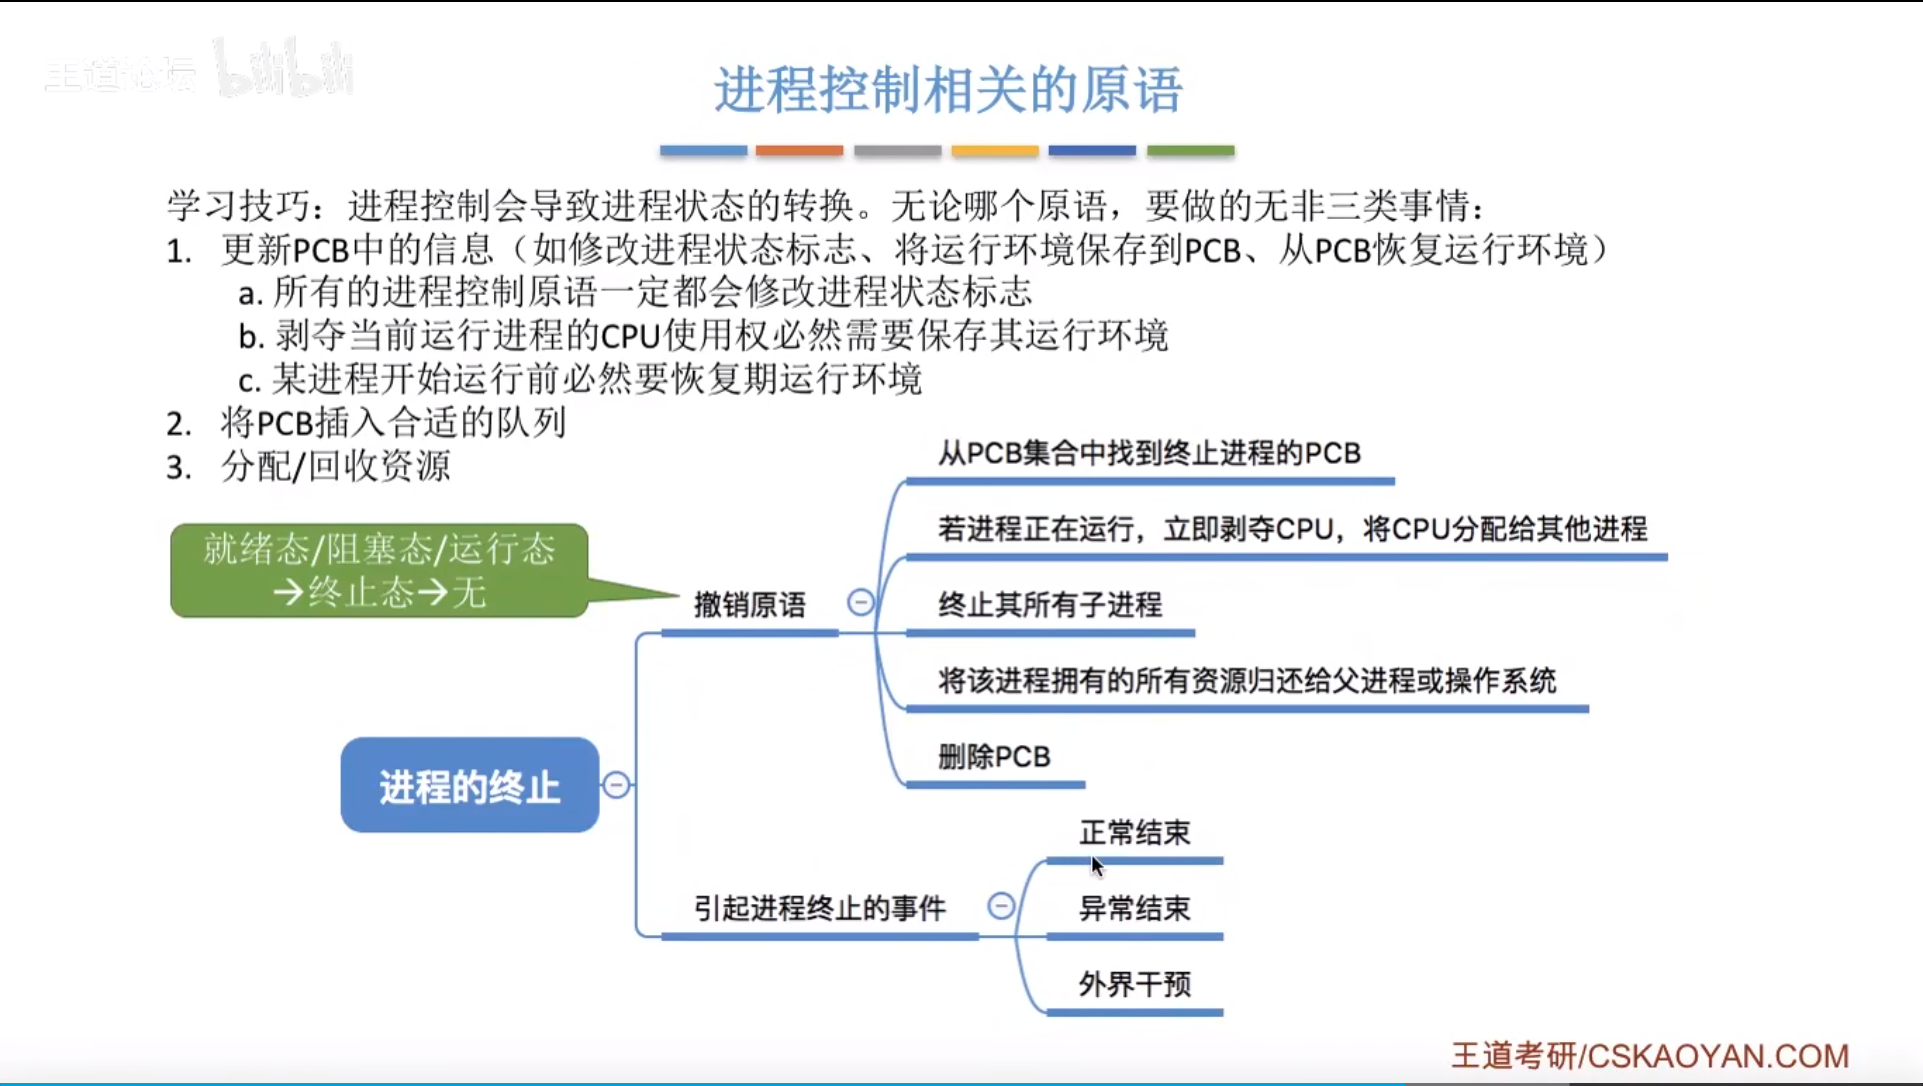 王道论坛 bilibili
进程控制相关的原语
学习技巧：进程控制会导致进程状态的转换。无论哪个原语，要做的无非三类事情：
1. 更新PCB中的信息（如修改进程状态标志、将运行环境保存到PCB、从PCB恢复运行环境）
a. 所有的进程控制原语一定都会修改进程状态标志
b. 剥夺当前运行进程的CPU使用权必然需要保存其运行环境
c. 某进程开始运行前必然要恢复期运行环境
2. 将PCB插入合适的队列
3. 分配/回收资源
就绪态/阻塞态/运行态
→终止态→无
进程的终止
撤销原语
从PCB集合中找到终止进程的PCB
若进程正在运行，立即剥夺CPU，将CPU分配给其他进程
终止其所有子进程
将该进程拥有的所有资源归还给父进程或操作系统
删除PCB
引起进程终止的事件
正常结束
异常结束
外界干预
王道考研/CSKAOYAN.COM